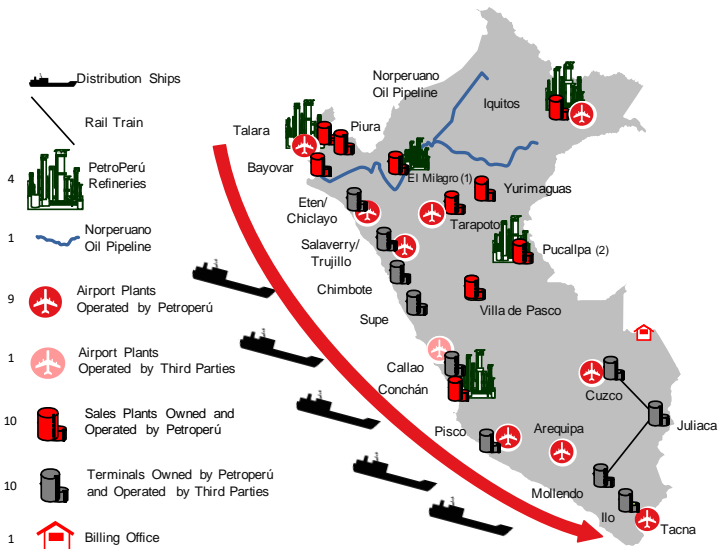 Distribution Ships
Rail Train
4
PetroPerú
Refineries
1
Norperuano
Oil Pipeline
9
Airport Plants
Operated by Petroperú
1
Airport Plants
Operated by Third Parties
10
Sales Plants Owned and
Operated by Petroperú
10
Terminals Owned by Petroperú
and Operated by Third Parties
1
Billing Office
Norperuano
Oil Pipeline
Iquitos
Talara
Piura
Bayovar
El Milagro (1)
Yurimaguas
Eten/
Chiclayo
Tarapoto
Salaverry/
Trujillo
Pucallpa (2)
Chimbote
Villa de Pasco
Supe
Callao
Conchán
Cuzco
Juliaca
Pisco
Arequipa
Mollendo
Ilo
Tacna